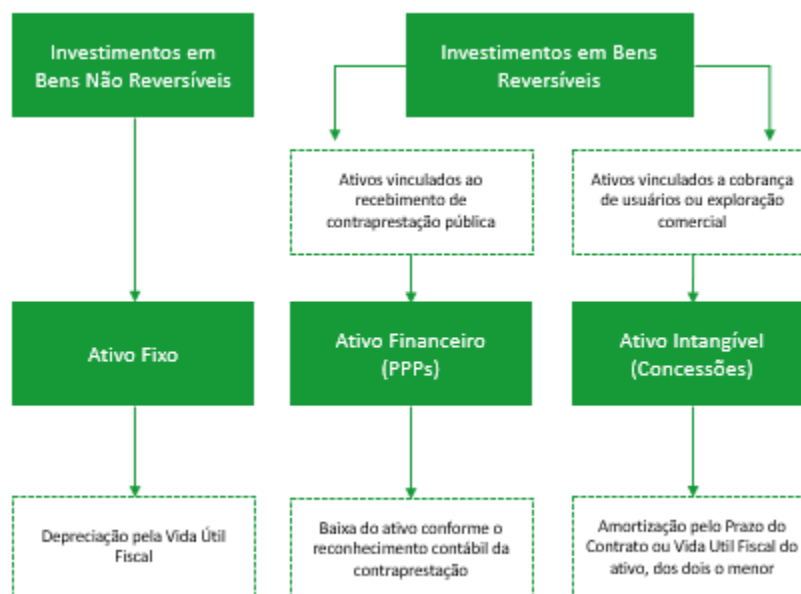 Investimentos em
Bens Não Reversíveis
Investimentos em Bens
Reversíveis
Ativos vinculados ao
recebimento de
contraprestação pública
Ativos vinculados a cobrança
de usuários ou exploração
comercial
Ativo Fixo
Ativo Financeiro
(PPPs)
Ativo Intangível
(Concessões)
Depreciação pela Vida Útil
Fiscal
Baixa do ativo conforme o
reconhecimento contábil da
contraprestação
Amortização pelo Prazo do
Contrato ou Vida Util Fiscal do
ativo, dos dois o menor